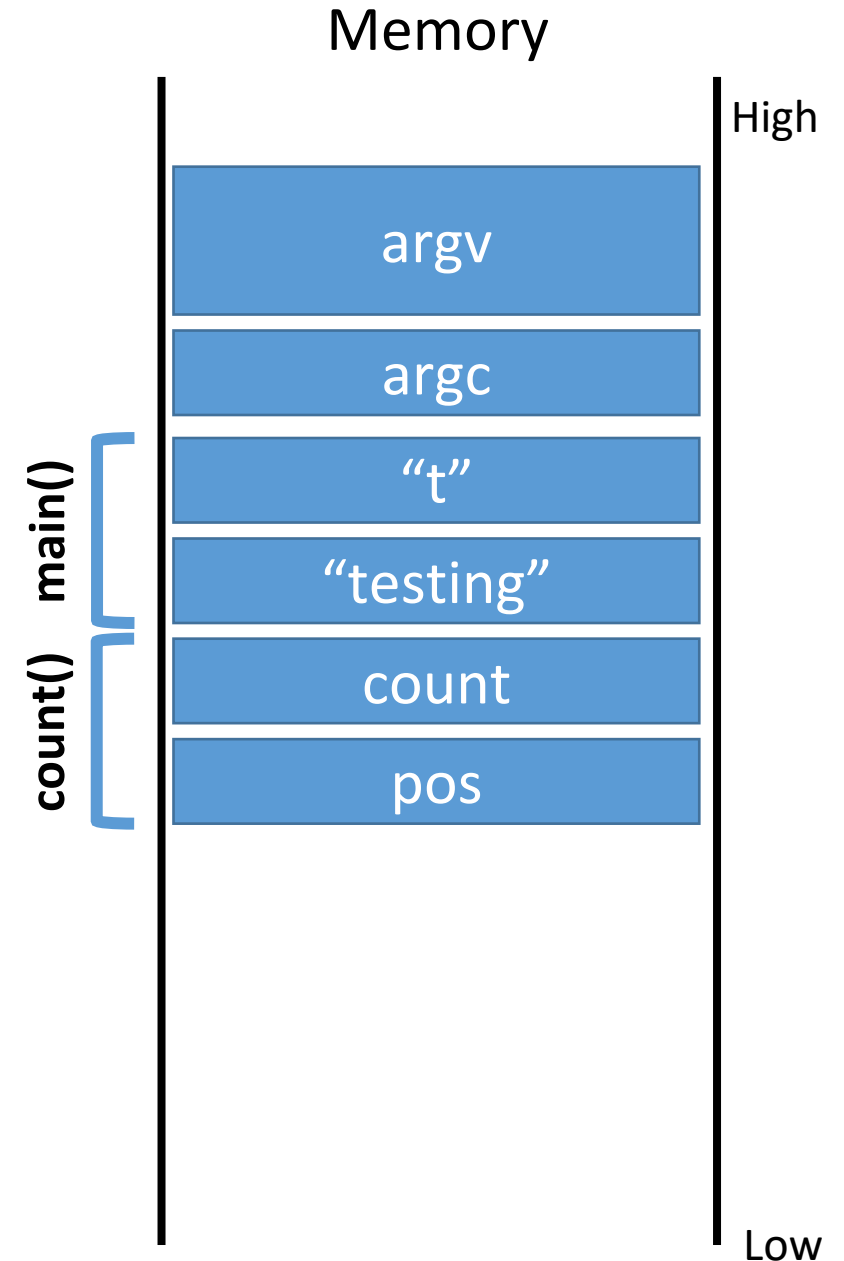 Memory
High
argv
argc
main()
“t”
“testing”
count()
count
pos
Low